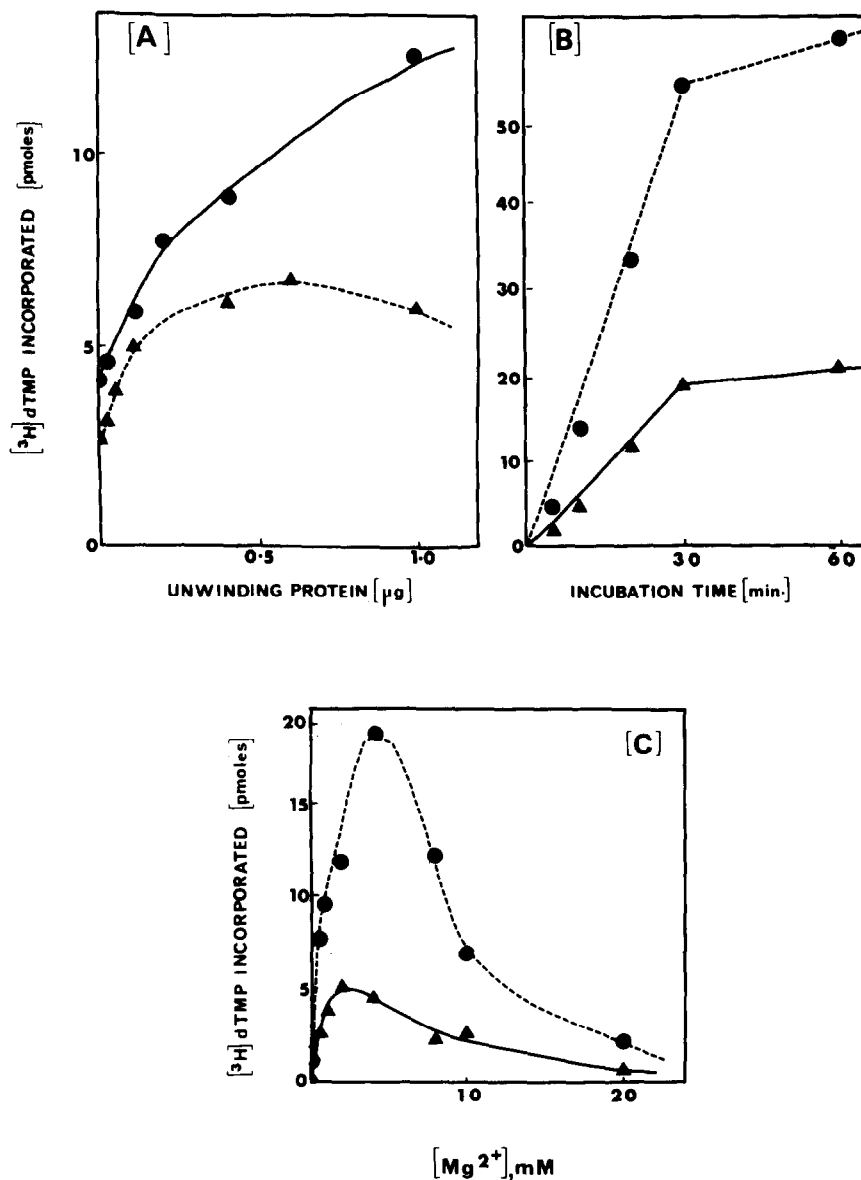 [A]
[³H] dTMP INCORPORATED [pmoles]
10
5
0
0·5
1·0
UNWINDING PROTEIN [µg]
[B]
50
40
50
20
10
0
30
60
INCUBATION TIME [min.]
[C]
[³H] dTMP INCORPORATED [pmoles]
20
15
10
5
0
10
20
[Mg²⁺],mM